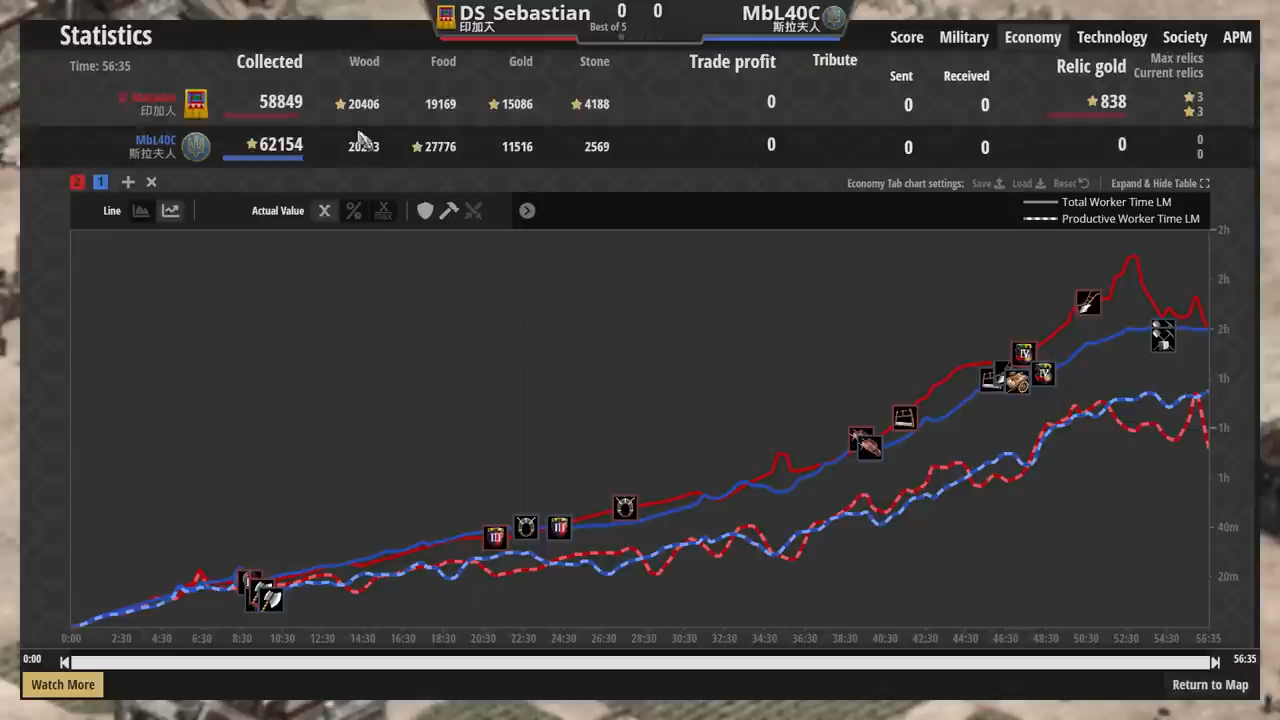 DS_Sebastian 0 0 MbL40C
印加人 Best of 5 斯拉夫人
Statistics
Score Military Economy Technology Society APM
Time: 56:35
Collected Wood Food Gold Stone Trade profit Tribute Sent Received Relic gold Max relics
Current relics
58849 20406 19169 15086 4188 0 0 0 838 3
3
印加人
MbL40C 62154 27776 11516 2569 0 0 0 0 0
斯拉夫人 0
2 1
Economy Tab chart settings: Save Load Reset Expand & Hide Table
Line Actual Value X % X max
Total Worker Time LM
Productive Worker Time LM
2h
2h
2h
1h
1h
1h
40m
20m
IV
IV
III III
0:00 2:30 4:30 6:30 8:30 10:30 12:30 14:30 16:30 18:30 20:30 22:30 24:30 26:30 28:30 30:30 32:30 34:30 36:30 38:30 40:30 42:30 44:30 46:30 48:30 50:30 52:30 54:30 56:35
0:00 56:35
Watch More Return to Map